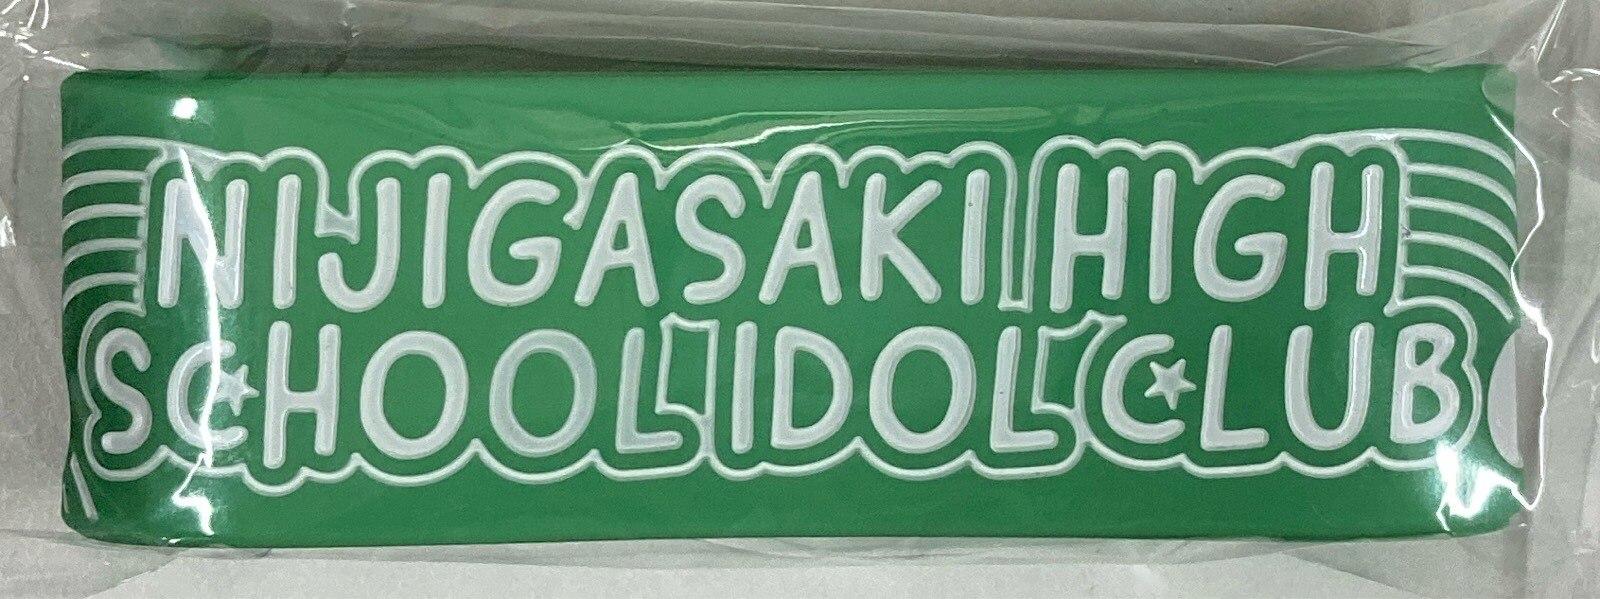 NIJIGASAKI HIGH
SCHOOL IDOL CLUB